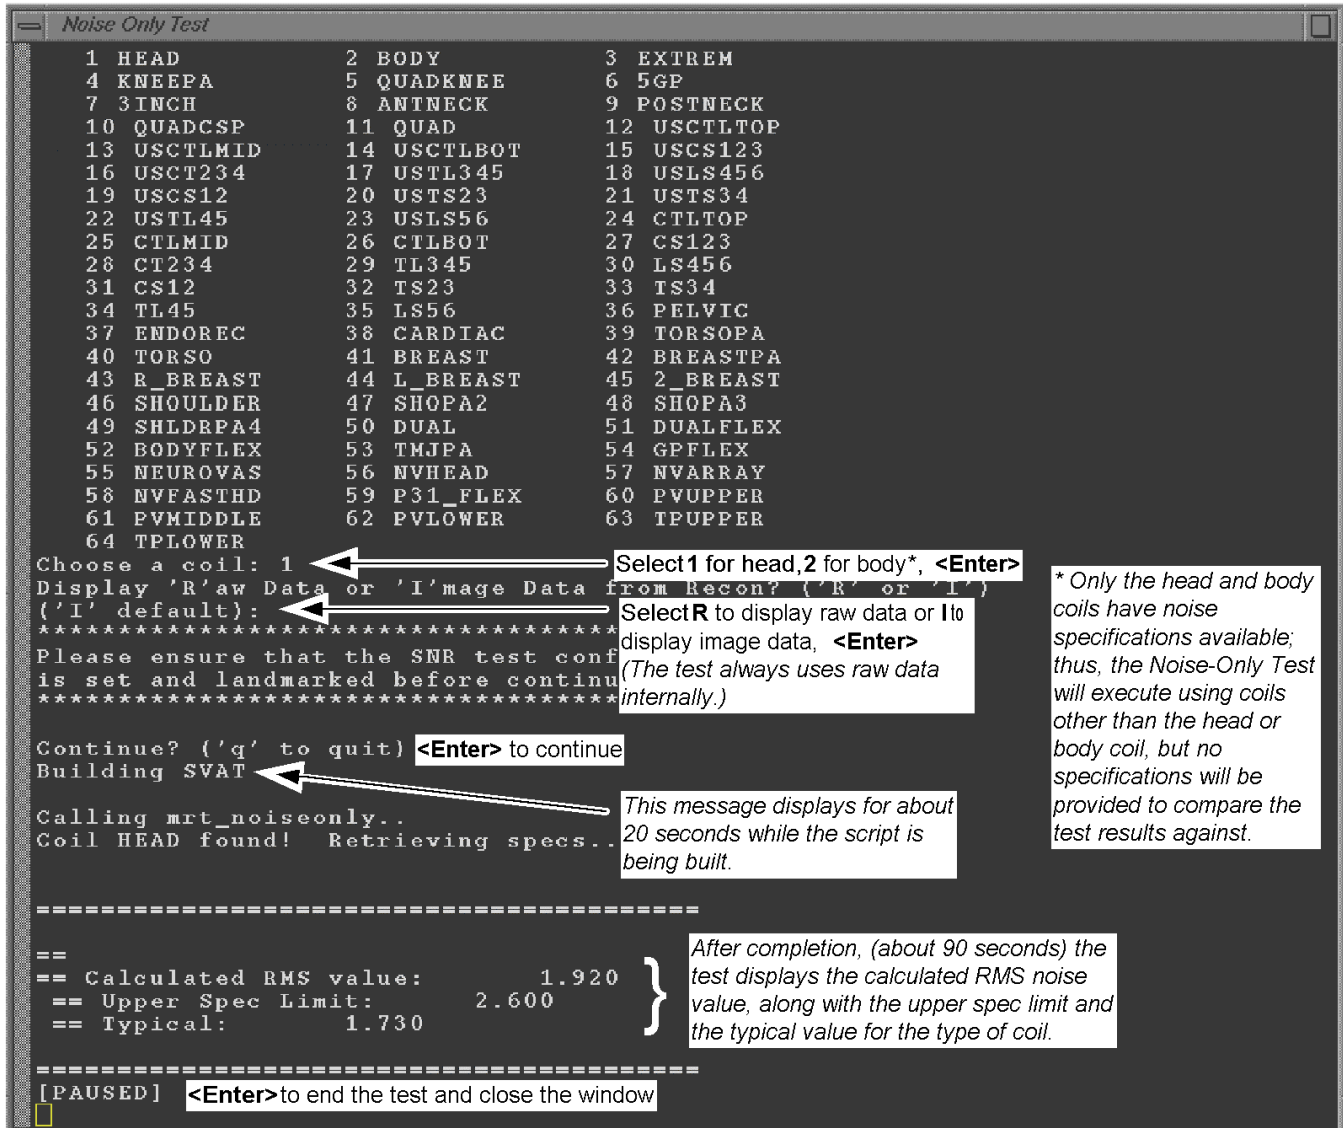 Noise Only Test
1 HEAD 2 BODY 3 EXTREM
4 KNEEPA 5 QUADKNEE 6 5GP
7 3INCH 8 ANTNECK 9 POSTNECK
10 QUADCSP 11 QUAD 12 USCTLTOP
13 USCTLMID 14 USCTLBOT 15 USCS123
16 USCT234 17 USTL345 18 USLS456
19 USCS12 20 USTS23 21 USTS34
22 USTL45 23 USLS56 24 CTLTOP
25 CTLMID 26 CTLBOT 27 CS123
28 CT234 29 TL345 30 LS456
31 CS12 32 TS23 33 TS34
34 TL45 35 LS56 36 PELVIC
37 ENDOREC 38 CARDIAC 39 TORSOPA
40 TORSO 41 BREAST 42 BREASTPA
43 R_BREAST 44 L_BREAST 45 2_BREAST
46 SHOULDER 47 SHOPA2 48 SHOPA3
49 SHLDRPA4 50 DUAL 51 DUALFLEX
52 BODYFLEX 53 TMJPA 54 GPFLEX
55 NEUROVAS 56 NVHEAD 57 NVARRAY
58 NVFASTHD 59 P31_FLEX 60 PVUPPER
61 PVMIDDLE 62 PVLOWER 63 TPUPPER
64 TPLOWER
Choose a coil: 1
Select 1 for head, 2 for body*, <Enter>
Display 'R'aw Data or 'I'mage Data from Recon? ('R' or 'I')
('I' default):
Select R to display raw data or I to
display image data, <Enter>
(The test always uses raw data
internally.)
************************************
Please ensure that the SNR test conf
is set and landmarked before continu
************************************
* Only the head and body
coils have noise
specifications available;
thus, the Noise-Only Test
will execute using coils
other than the head or
body coil, but no
specifications will be
provided to compare the
test results against.
Continue? ('q' to quit) <Enter> to continue
Building SVAT
This message displays for about
20 seconds while the script is
being built.
Calling mrt_noiseonly..
Coil HEAD found! Retrieving specs..
=========================================
==
== Calculated RMS value: 1.920
== Upper Spec Limit: 2.600
== Typical: 1.730
After completion, (about 90 seconds) the
test displays the calculated RMS noise
value, along with the upper spec limit and
the typical value for the type of coil.
=========================================
[PAUSED] <Enter> to end the test and close the window